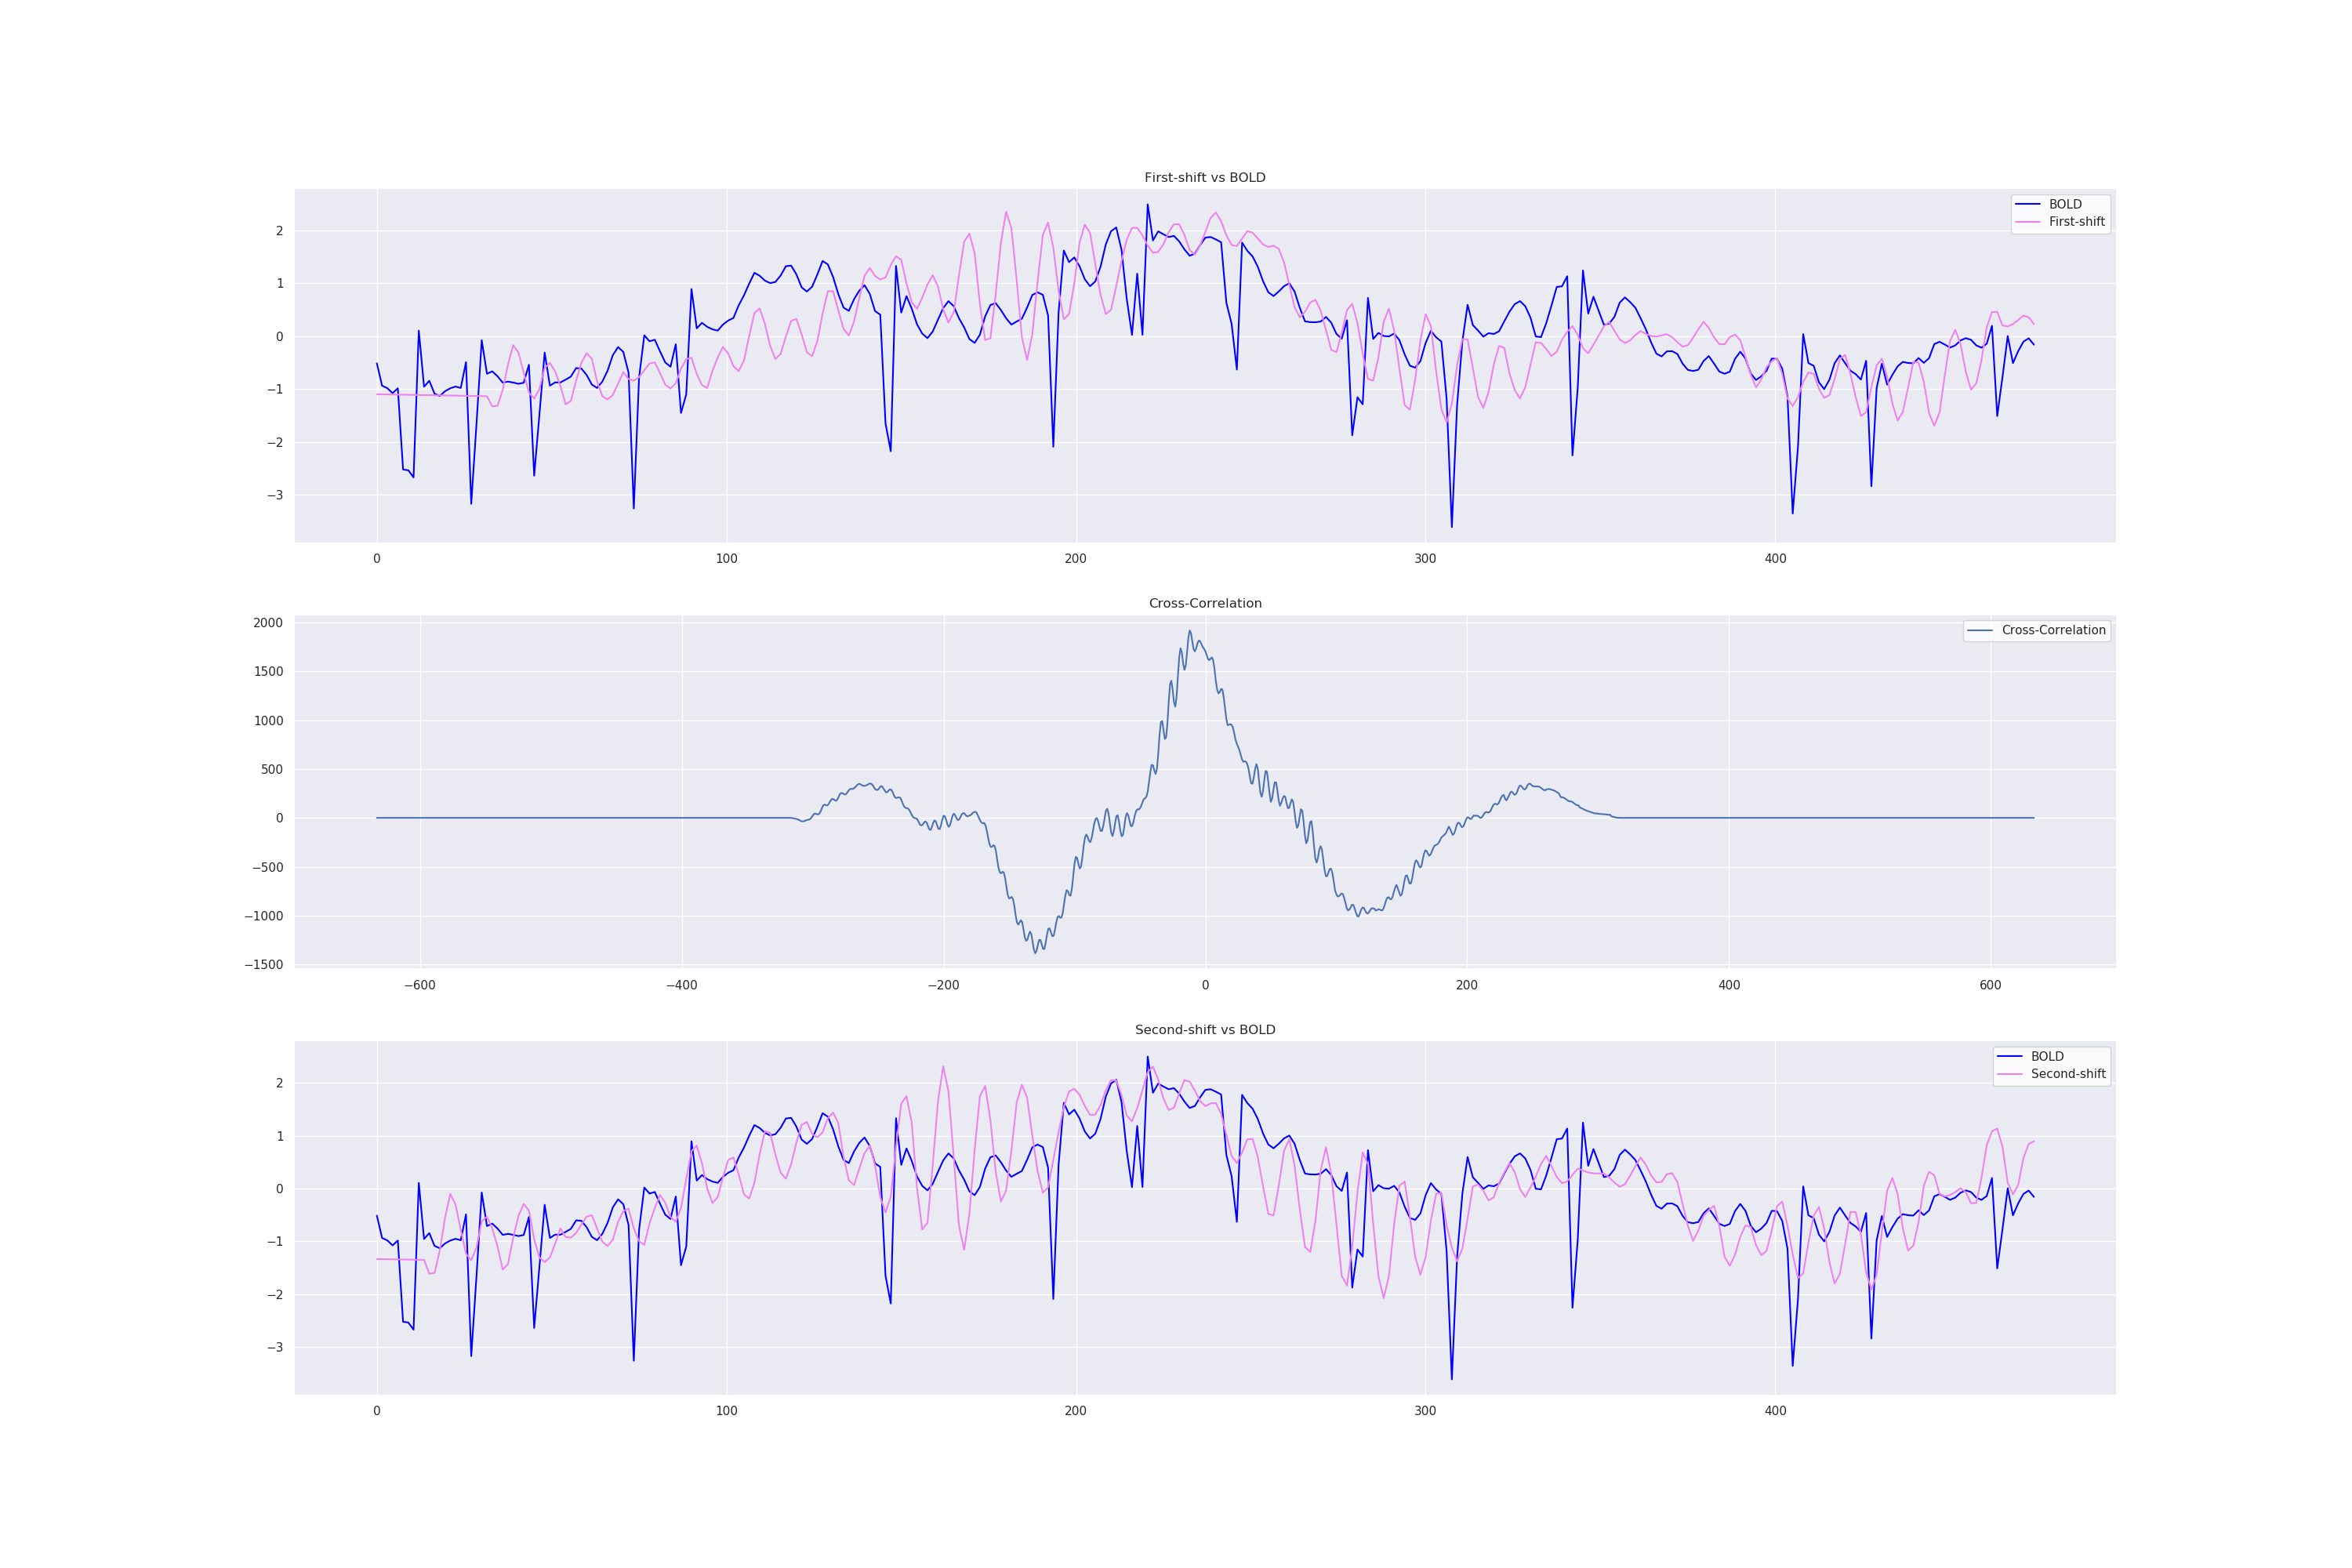 First-shift vs BOLD
BOLD
First-shift
2
1
0
−1
−2
−3
0 100 200 300 400
Cross-Correlation
Cross-Correlation
2000
1500
1000
500
0
−500
−1000
−1500
−600 −400 −200 0 200 400 600
Second-shift vs BOLD
BOLD
Second-shift
2
1
0
−1
−2
−3
0 100 200 300 400